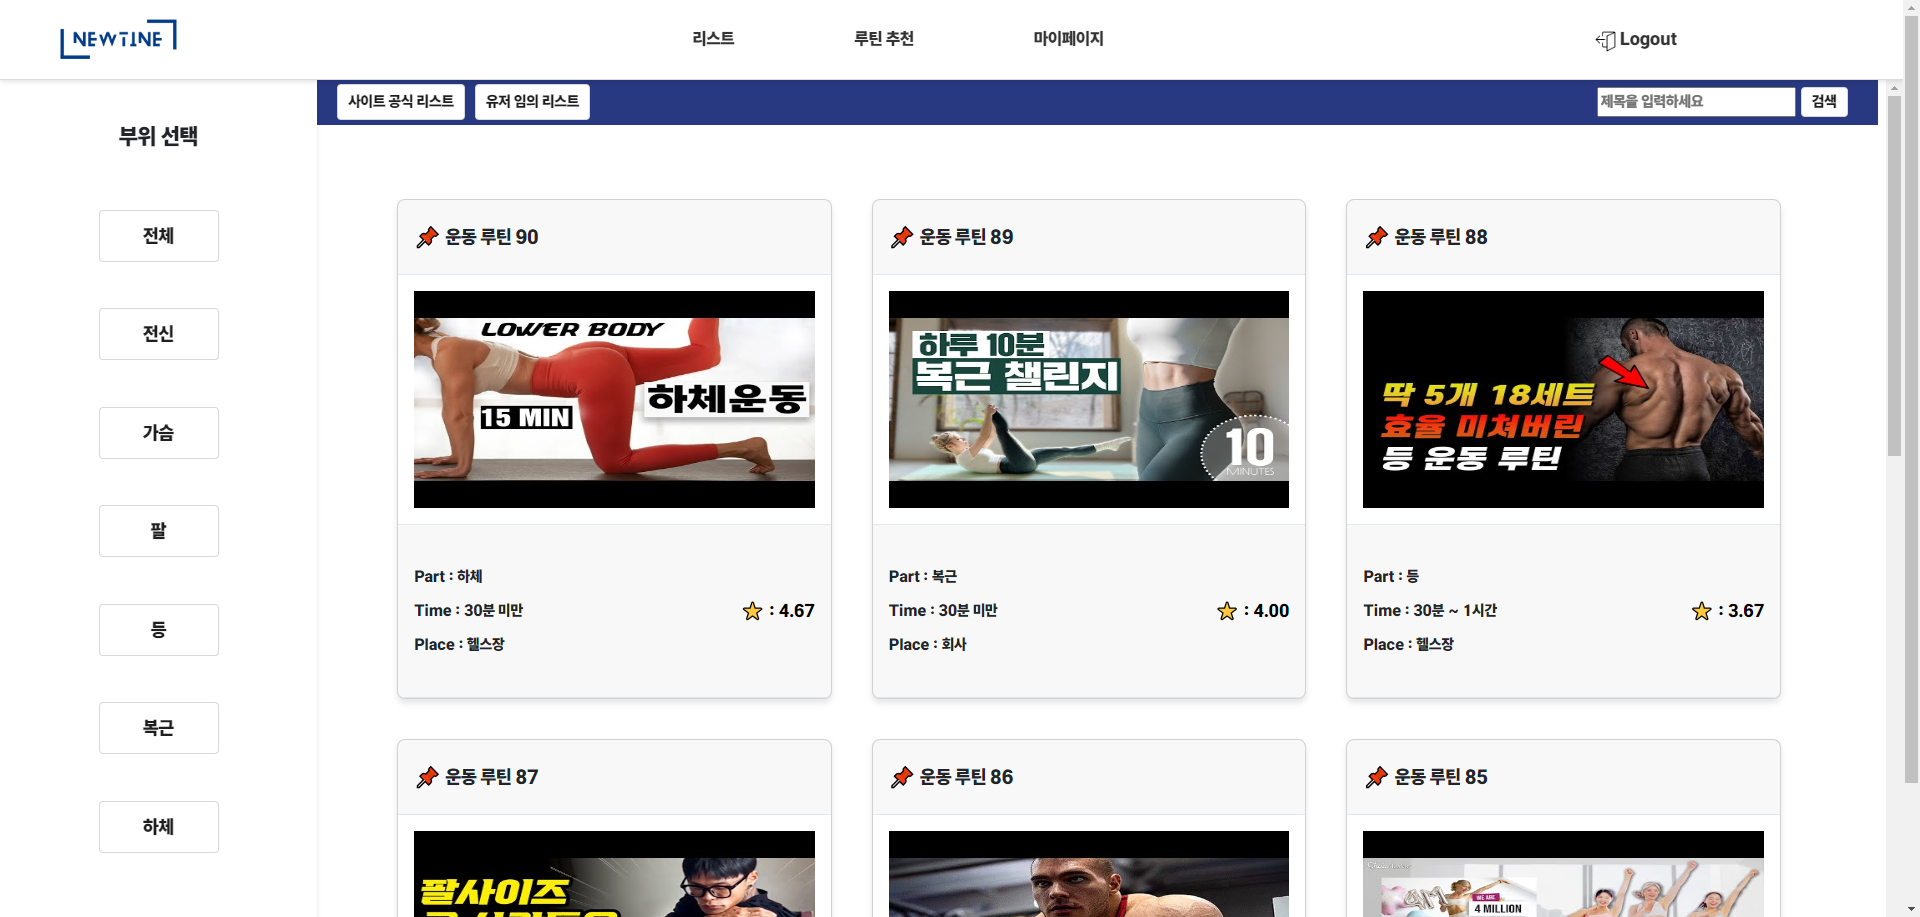 NEWTINE
리스트
루틴 추천
마이페이지
Logout
사이트 공식 리스트
유저 임의 리스트
제목을 입력하세요
검색
부위 선택
전체
전신
가슴
팔
등
복근
하체
운동 루틴 90
LOWER BODY
하체운동
15 MIN
Part : 하체
Time : 30분 미만
Place : 헬스장
: 4.67
운동 루틴 89
하루 10분
복근 챌린지
10
MINUTES
Part : 복근
Time : 30분 미만
Place : 회사
: 4.00
운동 루틴 88
딱 5개 18세트
효율 미쳐버린
등 운동 루틴
Part : 등
Time : 30분 ~ 1시간
Place : 헬스장
: 3.67
운동 루틴 87
팔사이즈
운동 루틴 86
운동 루틴 85
4M
WE ARE
4 MILLION